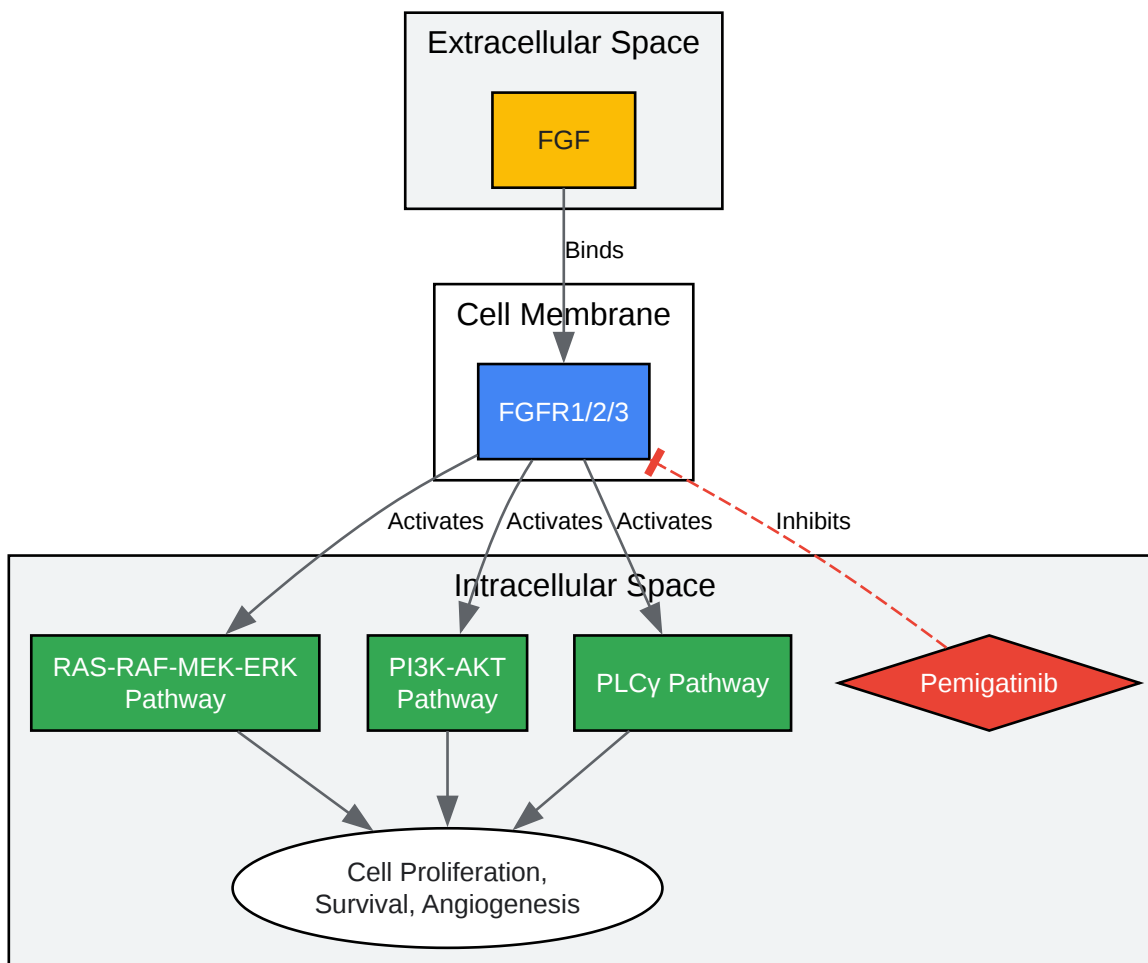 Extracellular Space
FGF
Binds
Cell Membrane
FGFR1/2/3
Activates
Activates
Activates
Inhibits
Intracellular Space
RAS-RAF-MEK-ERK
Pathway
PI3K-AKT
Pathway
PLCγ Pathway
Pemigatinib
Cell Proliferation,
Survival, Angiogenesis